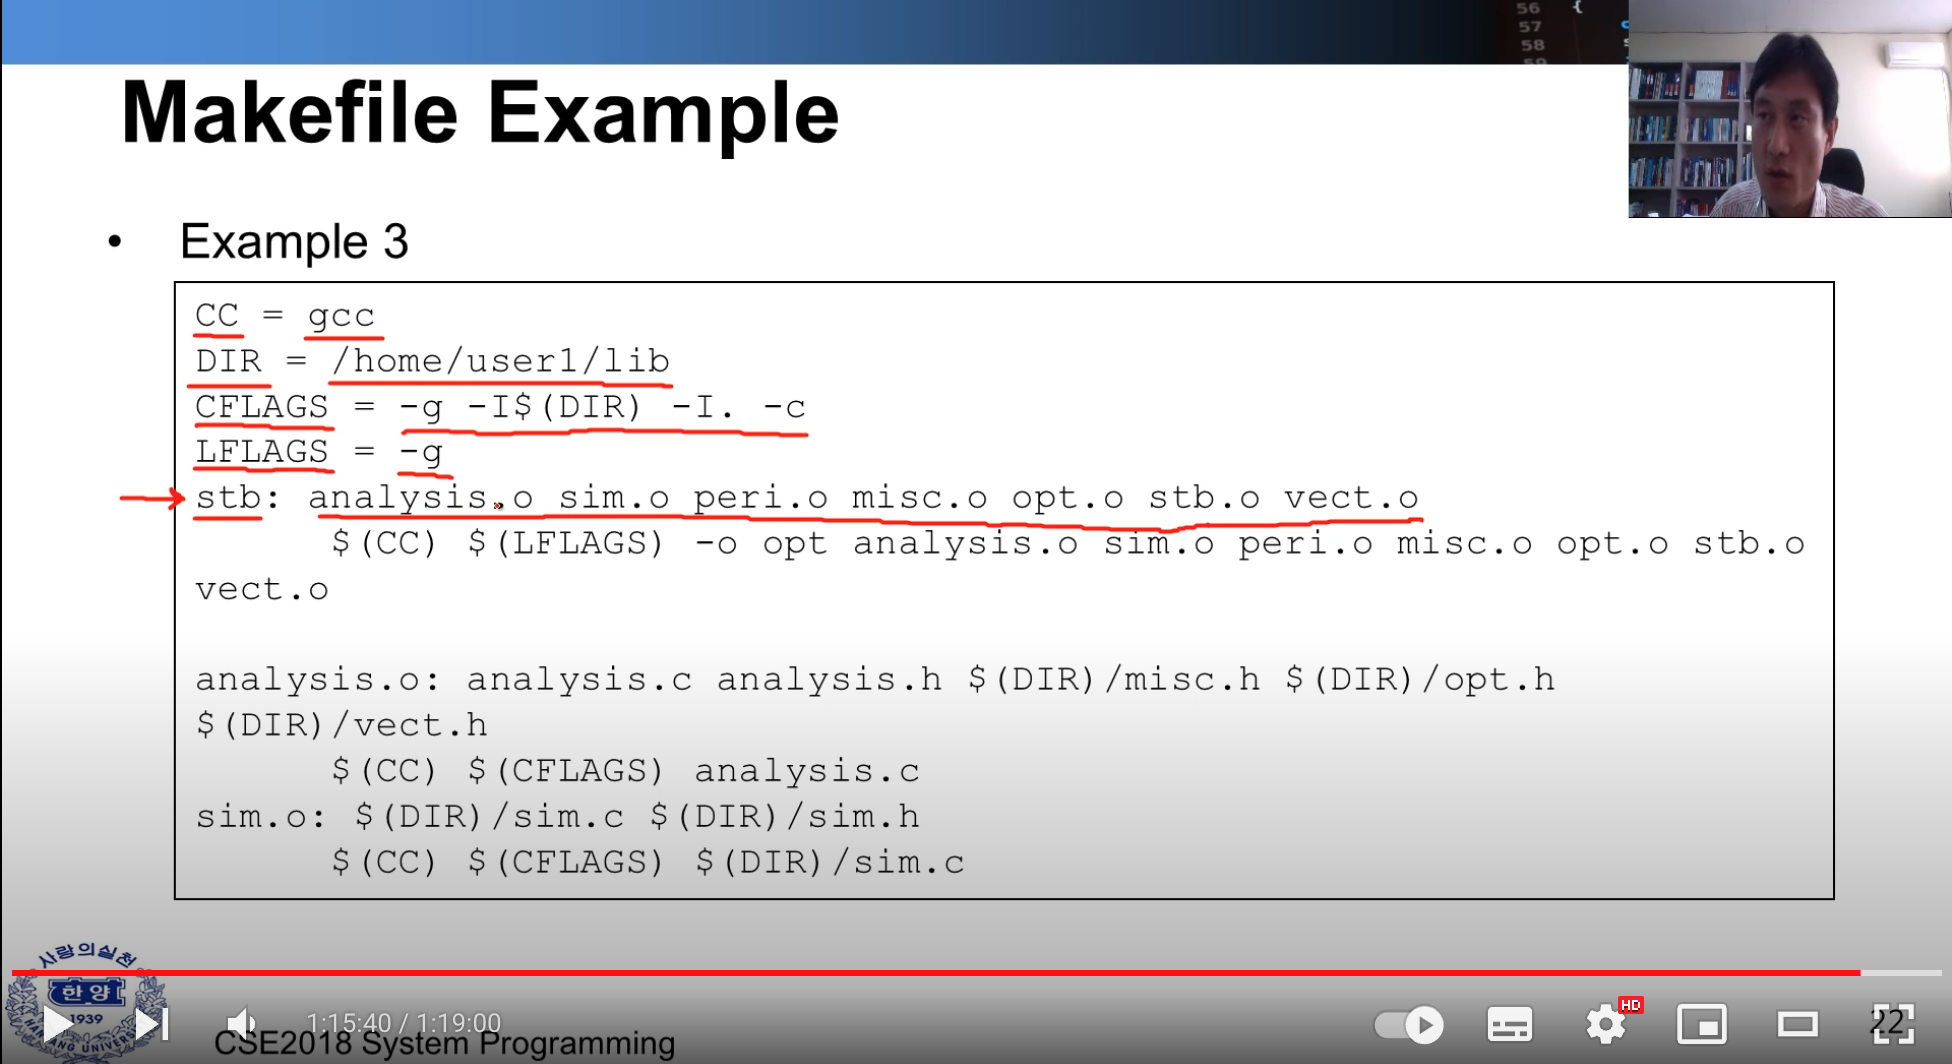 56 {
57
58
59
Makefile Example
• Example 3
CC = gcc
DIR = /home/user1/lib
CFLAGS = -g -I$(DIR) -I. -c
LFLAGS = -g
stb: analysis.o sim.o peri.o misc.o opt.o stb.o vect.o
$(CC) $(LFLAGS) -o opt analysis.o sim.o peri.o misc.o opt.o stb.o
vect.o
analysis.o: analysis.c analysis.h $(DIR)/misc.h $(DIR)/opt.h
$(DIR)/vect.h
$(CC) $(CFLAGS) analysis.c
sim.o: $(DIR)/sim.c $(DIR)/sim.h
$(CC) $(CFLAGS) $(DIR)/sim.c
사랑의실천
한양
1939
1:15:40 / 1:19:00
HD
22
CSE2018 System Programming